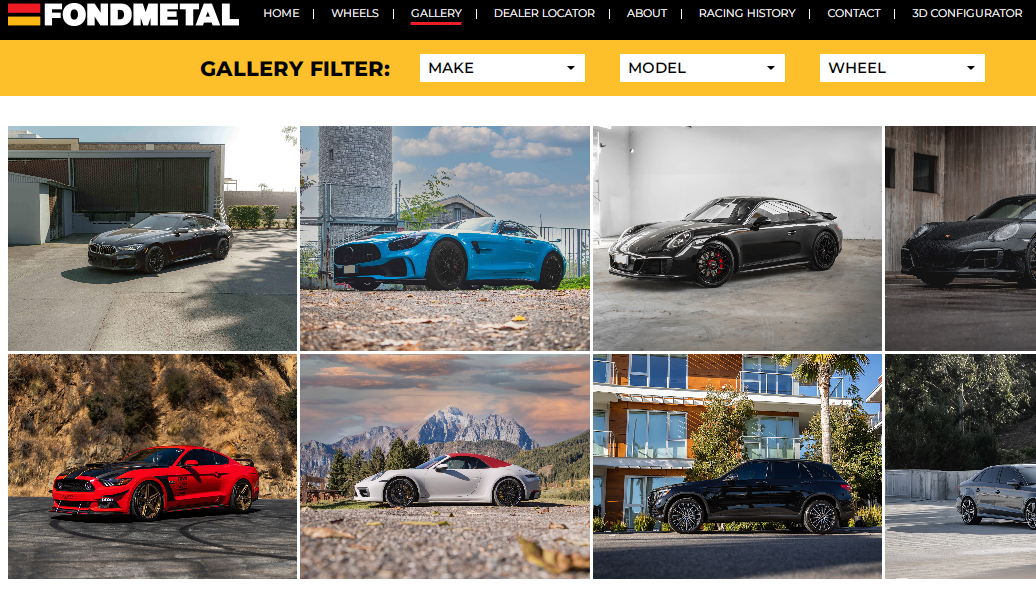 FONDMETAL
HOME | WHEELS | GALLERY | DEALER LOCATOR | ABOUT | RACING HISTORY | CONTACT | 3D CONFIGURATOR
GALLERY FILTER: MAKE MODEL WHEEL